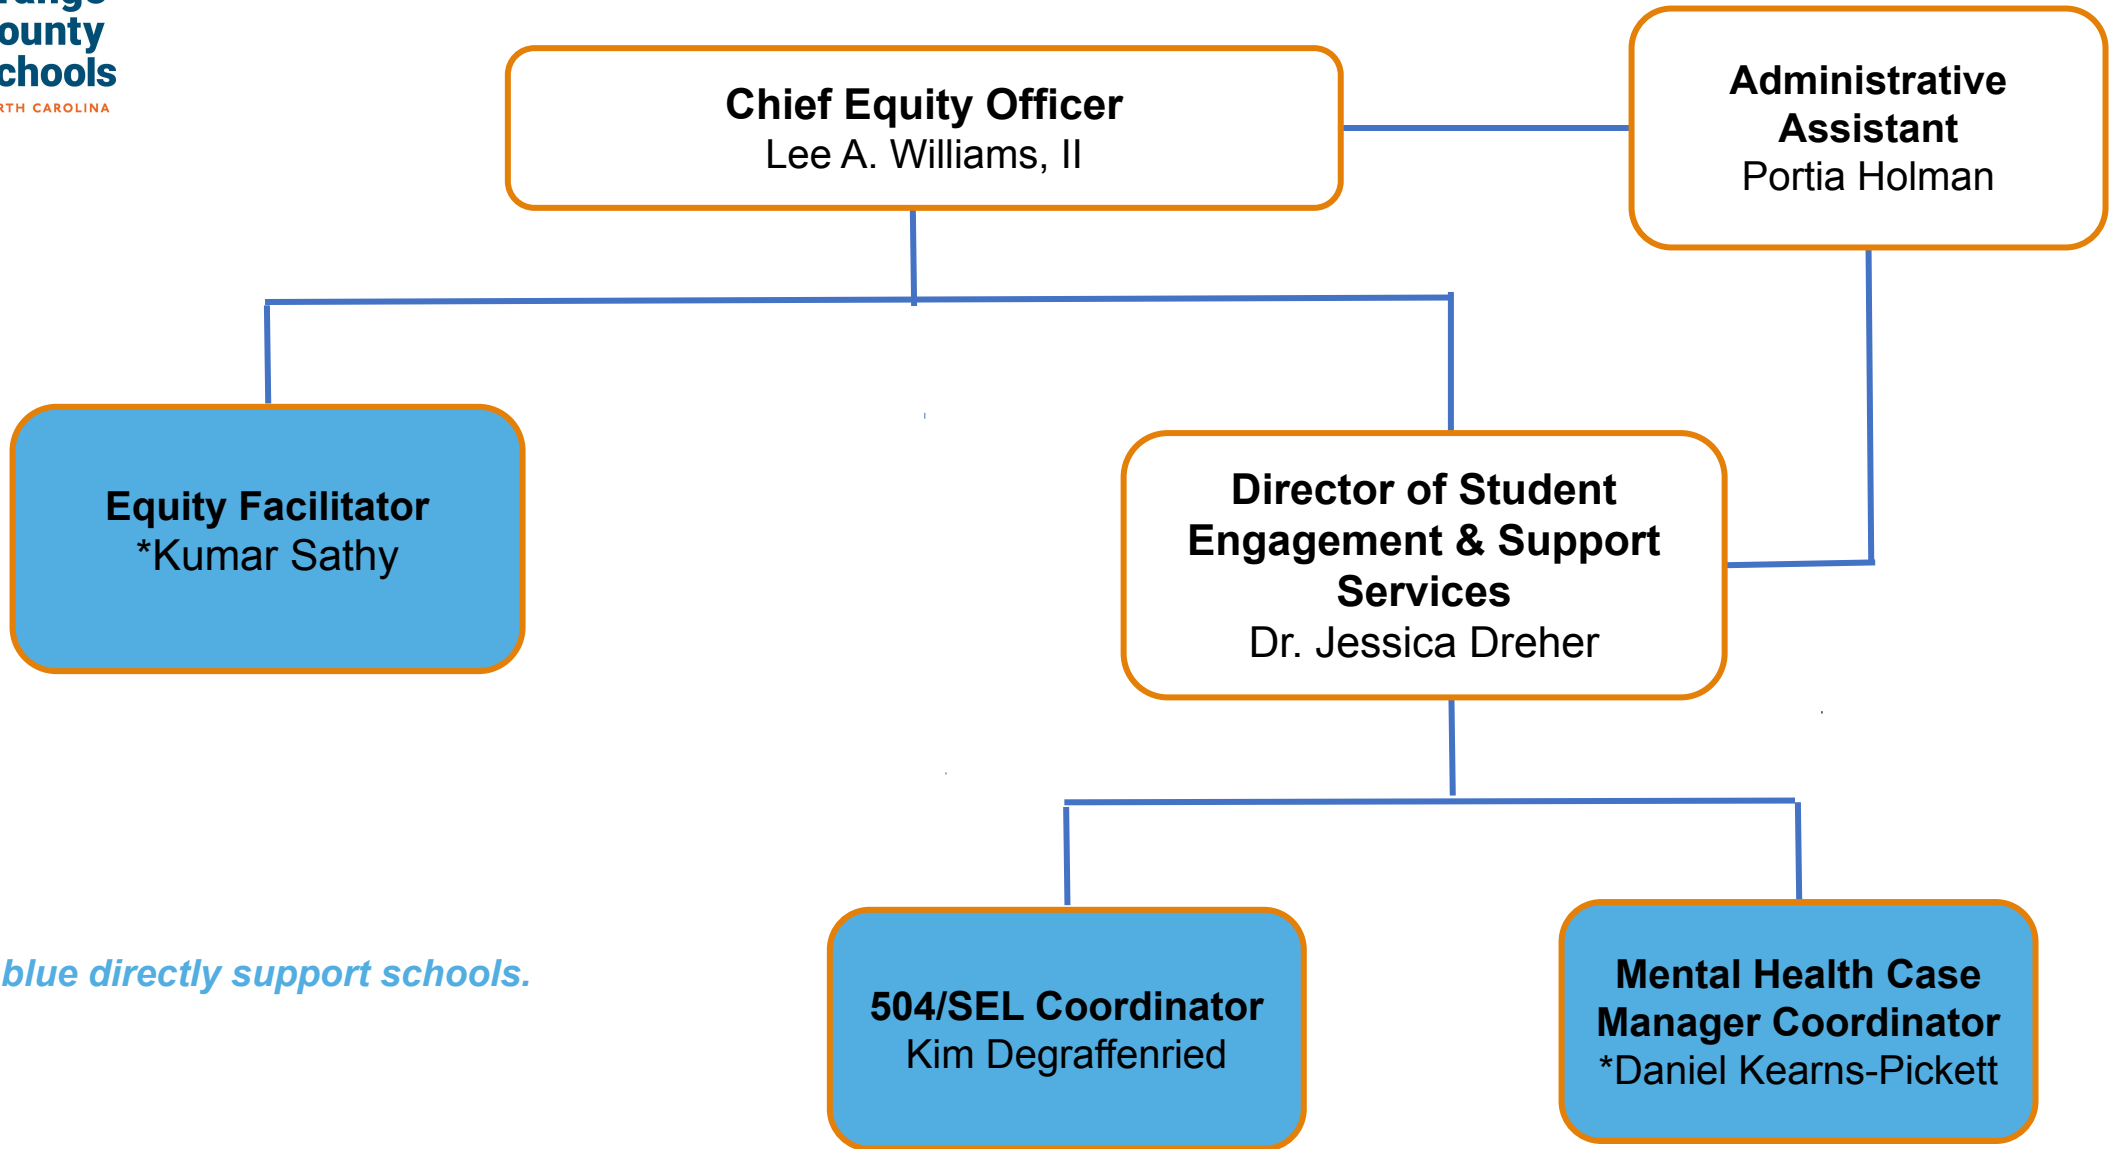 ounty
chools
RTH CAROLINA
Chief Equity Officer
Lee A. Williams, II
Administrative
Assistant
Portia Holman
Equity Facilitator
*Kumar Sathy
Director of Student
Engagement & Support
Services
Dr. Jessica Dreher
blue directly support schools.
504/SEL Coordinator
Kim Degraffenried
Mental Health Case
Manager Coordinator
*Daniel Kearns-Pickett